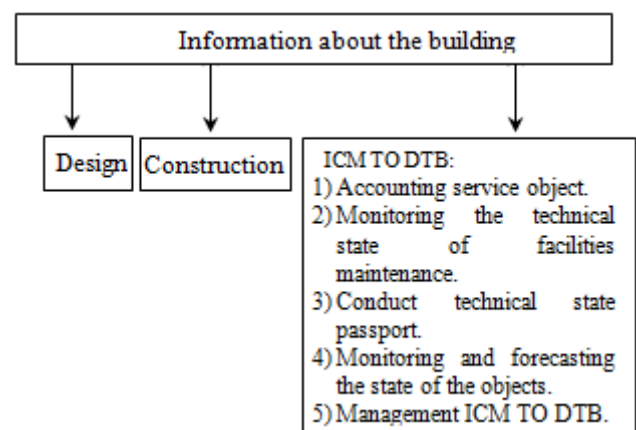 Information about the building
Design
Construction
ICM TO DTB:
1) Accounting service object.
2) Monitoring the technical
state of facilities
maintenance.
3) Conduct technical state
passport.
4) Monitoring and forecasting
the state of the objects.
5) Management ICM TO DTB.